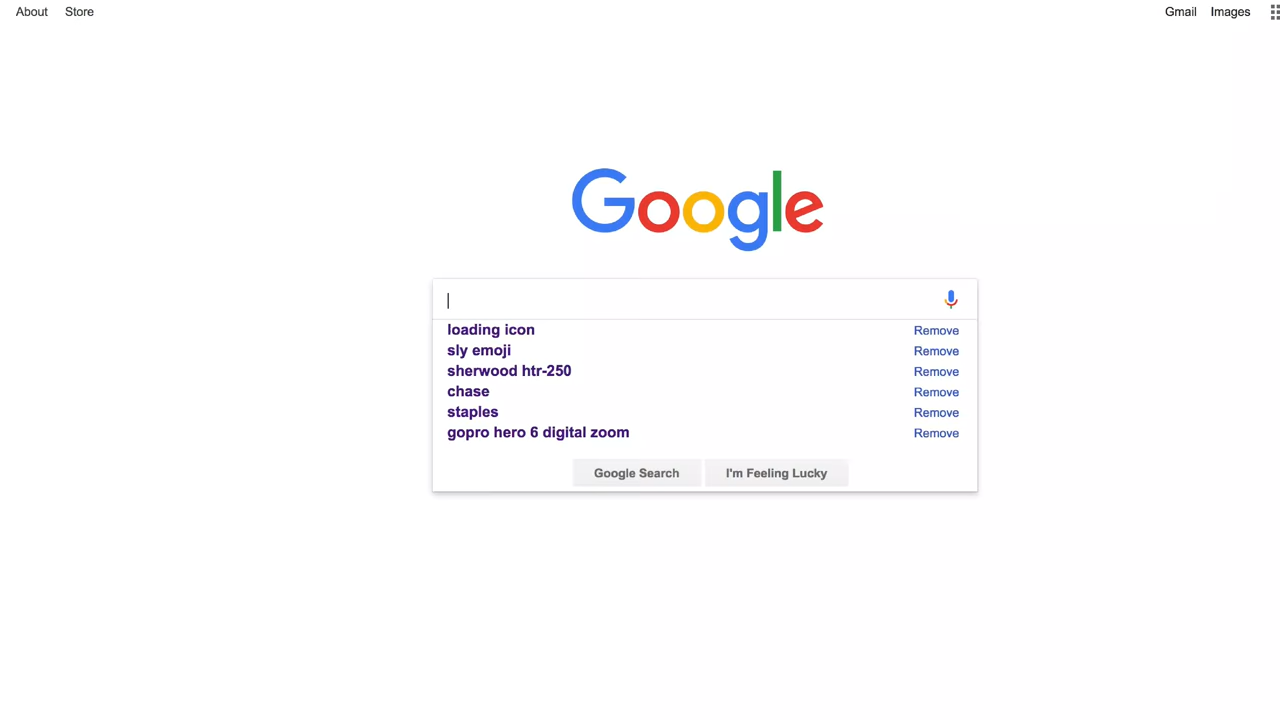 About Store Gmail Images
Google
loading icon Remove
sly emoji Remove
sherwood htr-250 Remove
chase Remove
staples Remove
gopro hero 6 digital zoom Remove
Google Search I'm Feeling Lucky